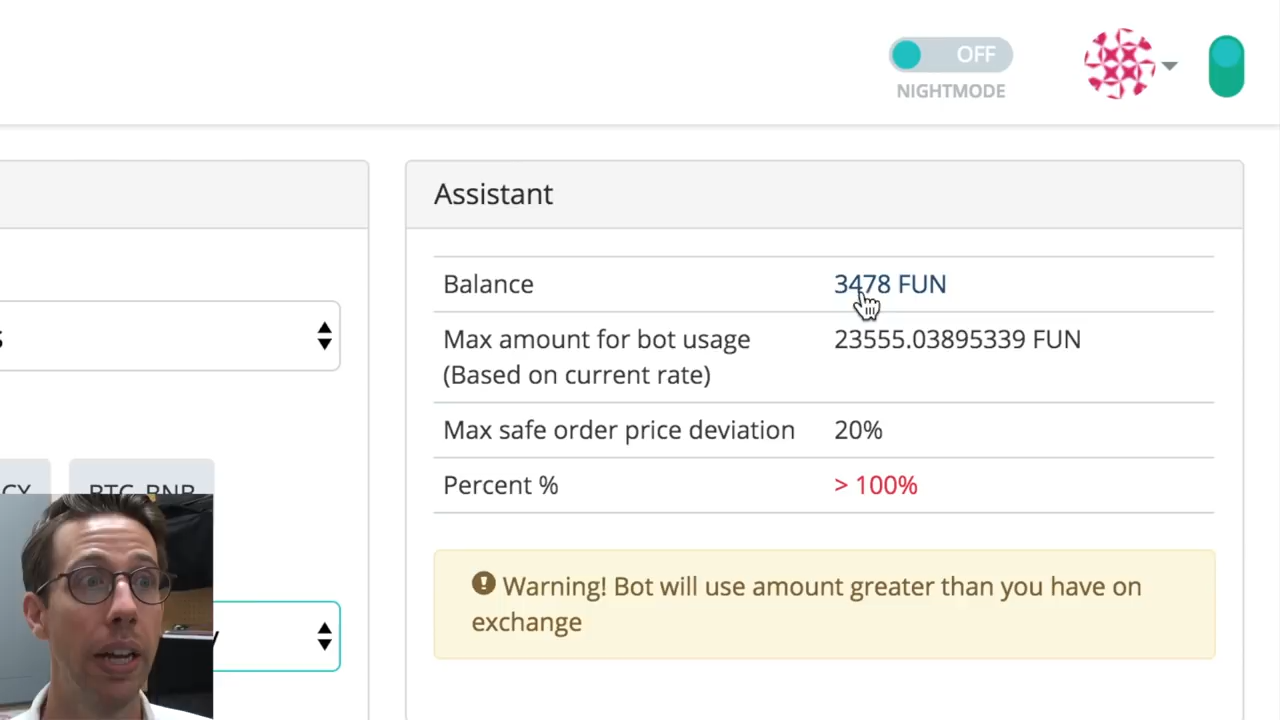 OFF
NIGHTMODE
Assistant
Balance 3478 FUN
Max amount for bot usage 23555.03895339 FUN
(Based on current rate)
Max safe order price deviation 20%
Percent % > 100%
BTC_BNB
Warning! Bot will use amount greater than you have on
exchange